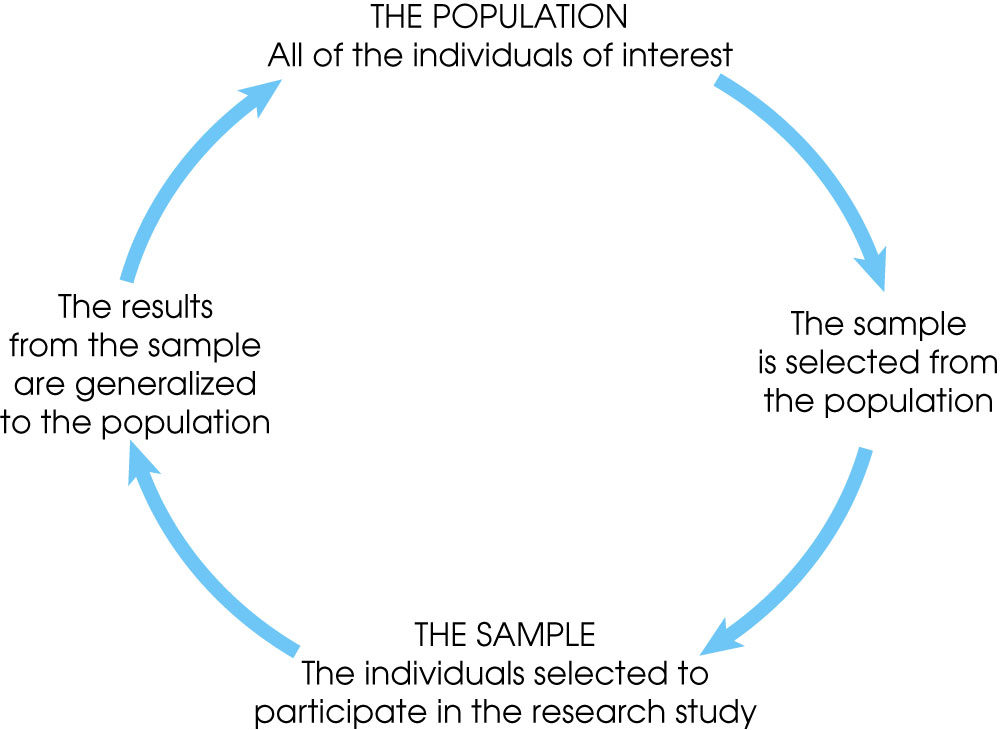 THE POPULATION
All of the individuals of interest
The sample
is selected from
the population
THE SAMPLE
The individuals selected to
participate in the research study
The results
from the sample
are generalized
to the population